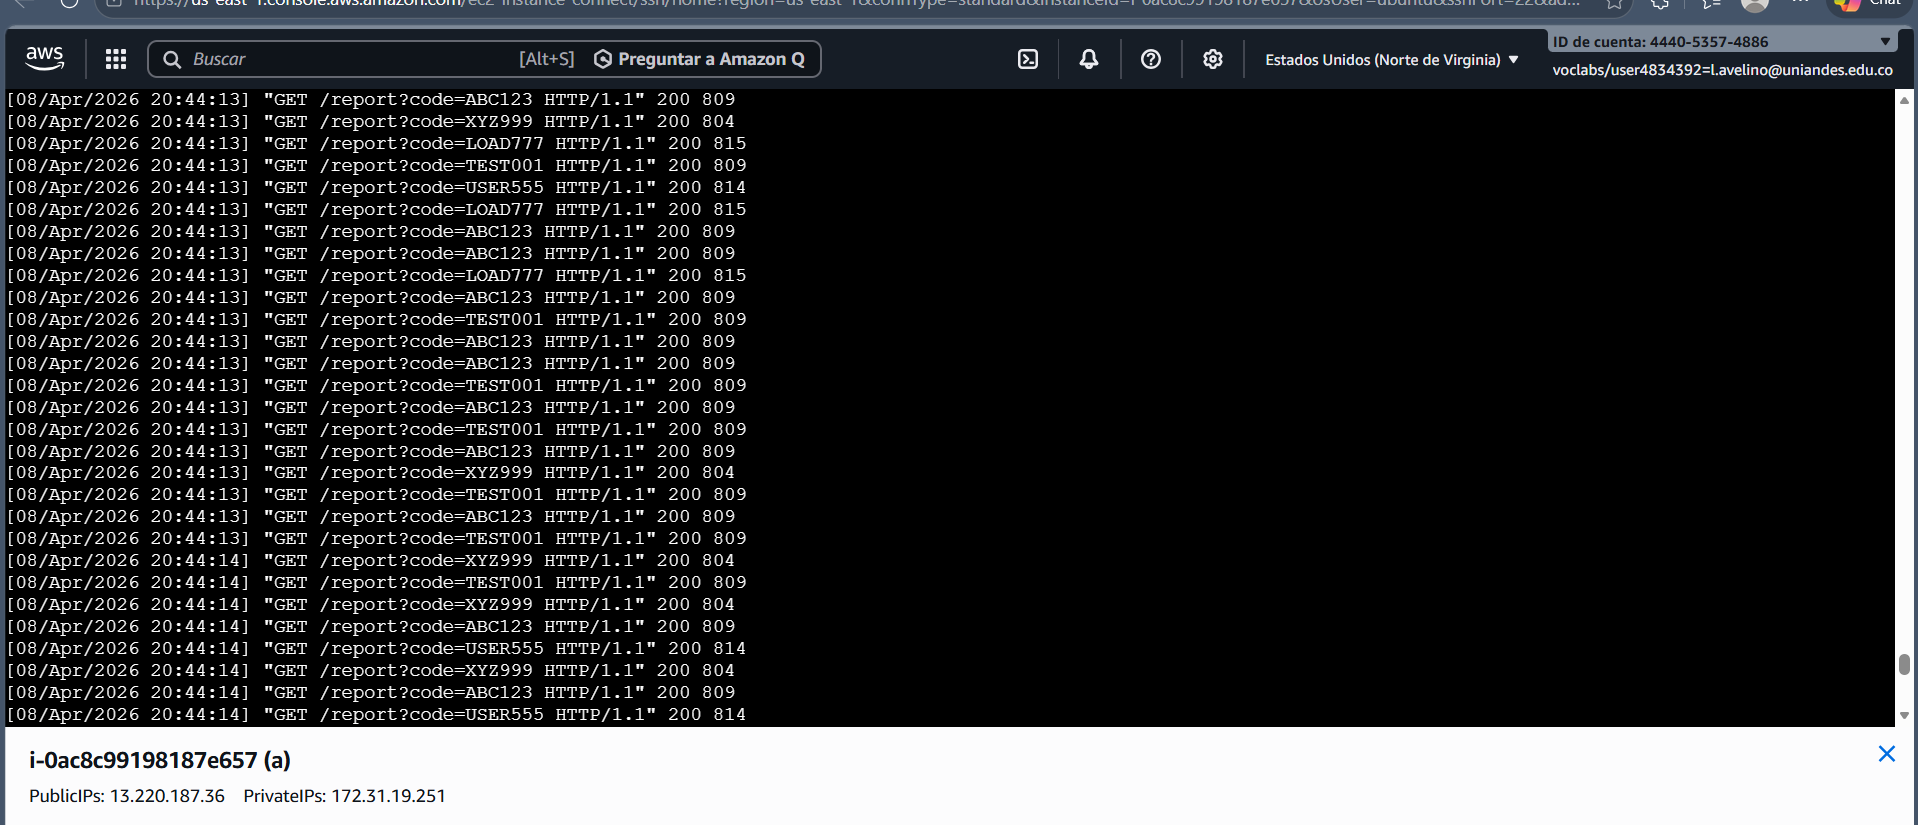 aws
Buscar [Alt+S] Preguntar a Amazon Q Estados Unidos (Norte de Virginia) ID de cuenta: 4440-5357-4886
voclabs/user4834392=l.avelino@uniandes.edu.co
[08/Apr/2026 20:44:13] "GET /report?code=ABC123 HTTP/1.1" 200 809
[08/Apr/2026 20:44:13] "GET /report?code=XYZ999 HTTP/1.1" 200 804
[08/Apr/2026 20:44:13] "GET /report?code=LOAD777 HTTP/1.1" 200 815
[08/Apr/2026 20:44:13] "GET /report?code=TEST001 HTTP/1.1" 200 809
[08/Apr/2026 20:44:13] "GET /report?code=USER555 HTTP/1.1" 200 814
[08/Apr/2026 20:44:13] "GET /report?code=LOAD777 HTTP/1.1" 200 815
[08/Apr/2026 20:44:13] "GET /report?code=ABC123 HTTP/1.1" 200 809
[08/Apr/2026 20:44:13] "GET /report?code=ABC123 HTTP/1.1" 200 809
[08/Apr/2026 20:44:13] "GET /report?code=LOAD777 HTTP/1.1" 200 815
[08/Apr/2026 20:44:13] "GET /report?code=ABC123 HTTP/1.1" 200 809
[08/Apr/2026 20:44:13] "GET /report?code=TEST001 HTTP/1.1" 200 809
[08/Apr/2026 20:44:13] "GET /report?code=ABC123 HTTP/1.1" 200 809
[08/Apr/2026 20:44:13] "GET /report?code=ABC123 HTTP/1.1" 200 809
[08/Apr/2026 20:44:13] "GET /report?code=TEST001 HTTP/1.1" 200 809
[08/Apr/2026 20:44:13] "GET /report?code=ABC123 HTTP/1.1" 200 809
[08/Apr/2026 20:44:13] "GET /report?code=TEST001 HTTP/1.1" 200 809
[08/Apr/2026 20:44:13] "GET /report?code=ABC123 HTTP/1.1" 200 809
[08/Apr/2026 20:44:13] "GET /report?code=XYZ999 HTTP/1.1" 200 804
[08/Apr/2026 20:44:13] "GET /report?code=TEST001 HTTP/1.1" 200 809
[08/Apr/2026 20:44:13] "GET /report?code=ABC123 HTTP/1.1" 200 809
[08/Apr/2026 20:44:13] "GET /report?code=TEST001 HTTP/1.1" 200 809
[08/Apr/2026 20:44:14] "GET /report?code=XYZ999 HTTP/1.1" 200 804
[08/Apr/2026 20:44:14] "GET /report?code=TEST001 HTTP/1.1" 200 809
[08/Apr/2026 20:44:14] "GET /report?code=XYZ999 HTTP/1.1" 200 804
[08/Apr/2026 20:44:14] "GET /report?code=ABC123 HTTP/1.1" 200 809
[08/Apr/2026 20:44:14] "GET /report?code=USER555 HTTP/1.1" 200 814
[08/Apr/2026 20:44:14] "GET /report?code=XYZ999 HTTP/1.1" 200 804
[08/Apr/2026 20:44:14] "GET /report?code=ABC123 HTTP/1.1" 200 809
[08/Apr/2026 20:44:14] "GET /report?code=USER555 HTTP/1.1" 200 814
i-0ac8c99198187e657 (a)
PublicIPs: 13.220.187.36 PrivateIPs: 172.31.19.251